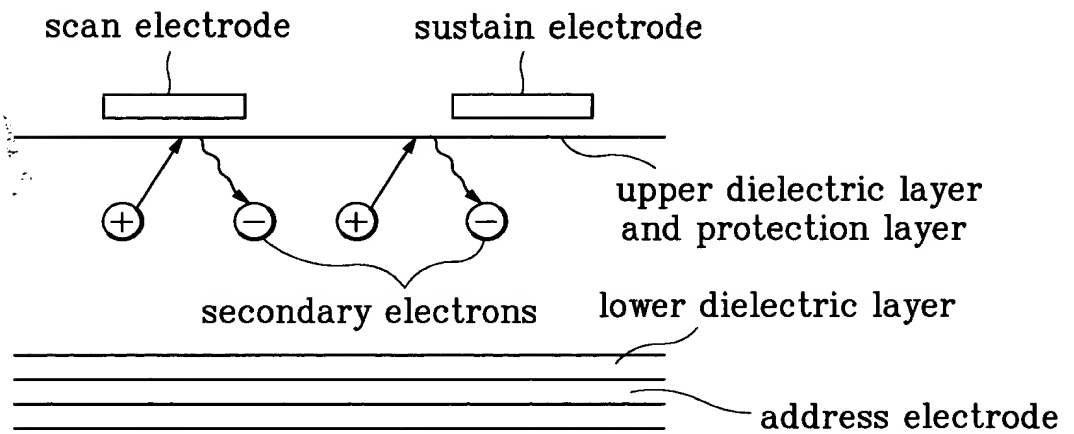 scan electrode
sustain electrode
+
−
+
−
upper dielectric layer
and protection layer
secondary electrons
lower dielectric layer
address electrode